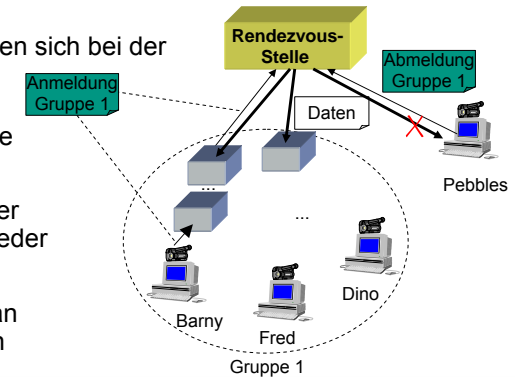 en sich bei der
e
er
eder
an
n
Rendezvous-
Stelle
Anmeldung
Gruppe 1
Abmeldung
Gruppe 1
Daten
Pebbles
...
...
Barny
Fred
Dino
Gruppe 1